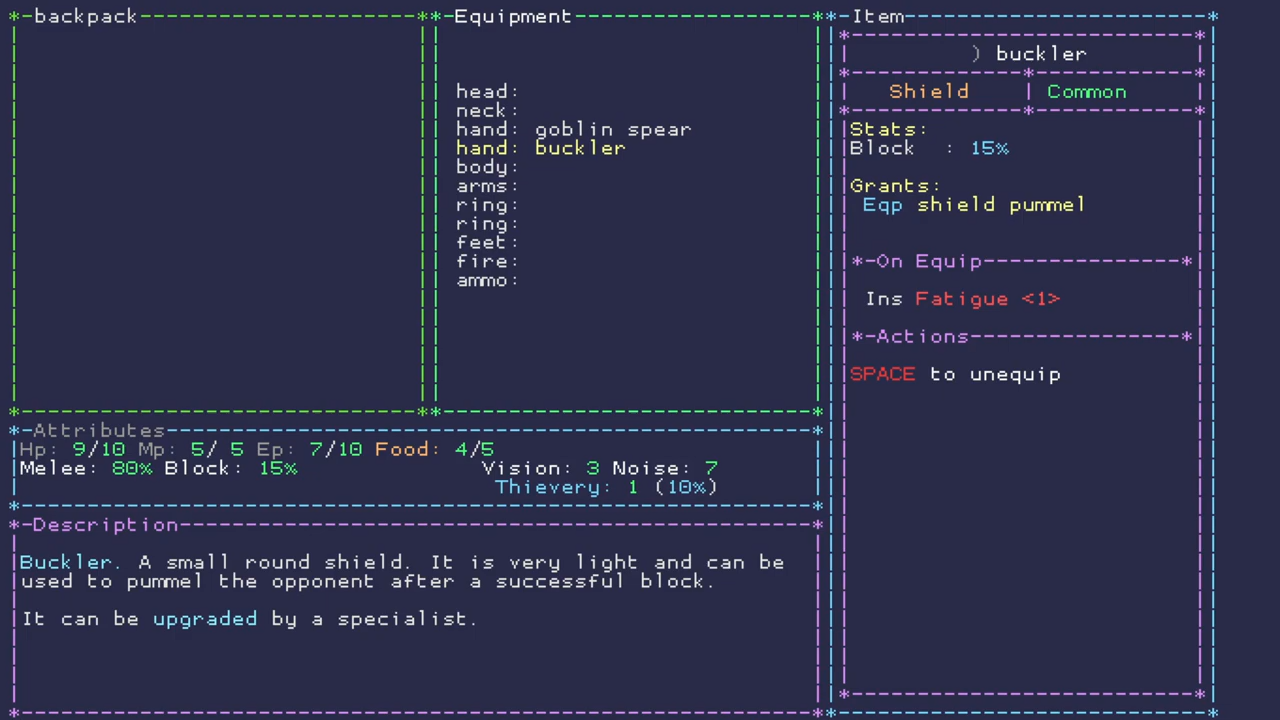 backpack
Equipment
head:
neck:
hand: goblin spear
hand: buckler
body:
arms:
ring:
ring:
feet:
fire:
ammo:
Item
) buckler
Shield | Common
Stats:
Block : 15%
Grants:
Eqp shield pummel
On Equip
Ins Fatigue <1>
Actions
SPACE to unequip
Attributes
Hp: 9/10 Mp: 5/ 5 Ep: 7/10 Food: 4/5
Melee: 80% Block: 15% Vision: 3 Noise: 7
Thievery: 1 (10%)
Description
Buckler. A small round shield. It is very light and can be
used to pummel the opponent after a successful block.
It can be upgraded by a specialist.